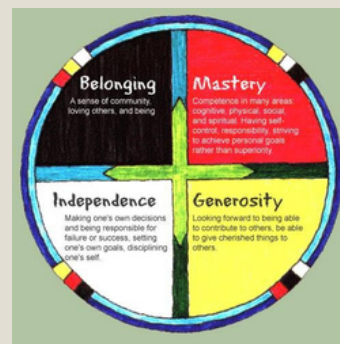 Belonging
A sense of community,
loving others, and being
Mastery
Competence in many areas:
cognitive, physical, social,
and spiritual. Having self-
control, responsibility, striving
to achieve personal goals
rather than superiority.
Independence
Making one's own decisions
and being responsible for
failure or success, setting
one's own goals, disciplining
one's self.
Generosity
Looking forward to being able
to contribute to others, be able
to give cherished things to
others.